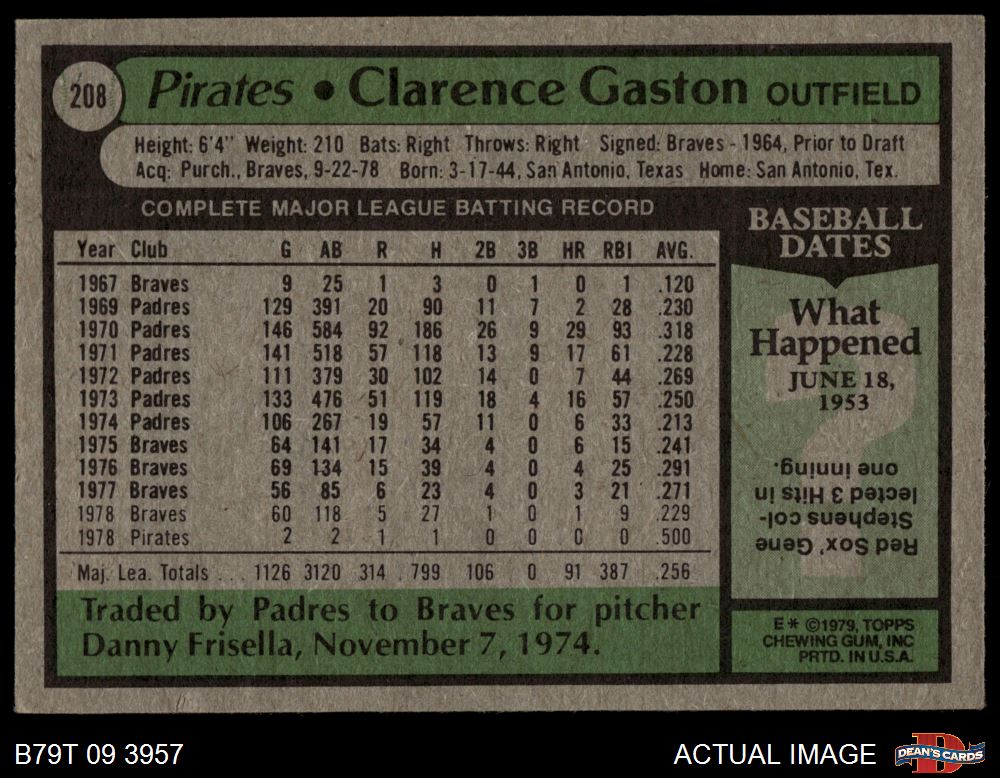 208 Pirates • Clarence Gaston OUTFIELD
Height: 6'4" Weight: 210 Bats: Right Throws: Right Signed: Braves - 1964, Prior to Draft
Acq: Purch., Braves, 9-22-78 Born: 3-17-44, San Antonio, Texas Home: San Antonio, Tex.
COMPLETE MAJOR LEAGUE BATTING RECORD
Year Club G AB R H 2B 3B HR RBI AVG.
1967 Braves 9 25 1 3 0 1 0 1 .120
1969 Padres 129 391 20 90 11 7 2 28 .230
1970 Padres 146 584 92 186 26 9 29 93 .318
1971 Padres 141 518 57 118 13 9 17 61 .228
1972 Padres 111 379 30 102 14 0 7 44 .269
1973 Padres 133 476 51 119 18 4 16 57 .250
1974 Padres 106 267 19 57 11 0 6 33 .213
1975 Braves 64 141 17 34 4 0 6 15 .241
1976 Braves 69 134 15 39 4 0 4 25 .291
1977 Braves 56 85 6 23 4 0 3 21 .271
1978 Braves 60 118 5 27 1 0 1 9 .229
1978 Pirates 2 2 1 1 0 0 0 0 .500
Maj. Lea. Totals . . . 1126 3120 314 . 799 106 0 91 387 .256
Traded by Padres to Braves for pitcher
Danny Frisella, November 7, 1974.
BASEBALL
DATES
What
Happened
JUNE 18,
1953
?
Red Sox' Gene
Stephens col-
lected 3 Hits in
one inning.
E* ©1979, TOPPS
CHEWING GUM, INC
PRTD. IN U.S.A.
B79T 09 3957
ACTUAL IMAGE
D
DEAN'S CARDS